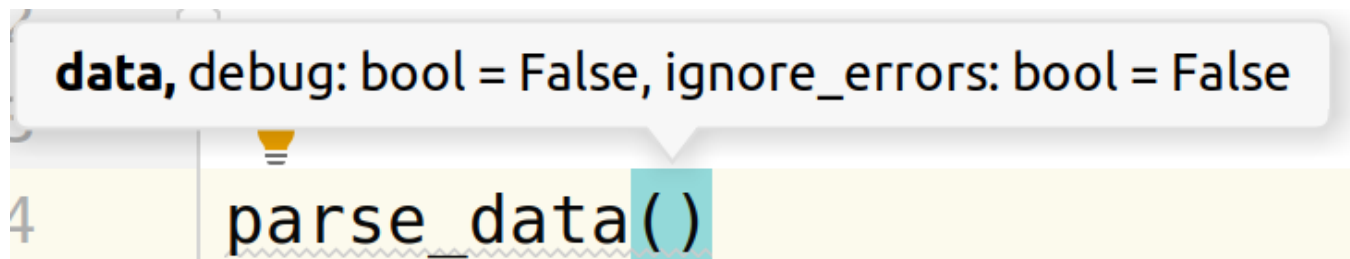 data, debug: bool = False, ignore_errors: bool = False
4 parse_data()